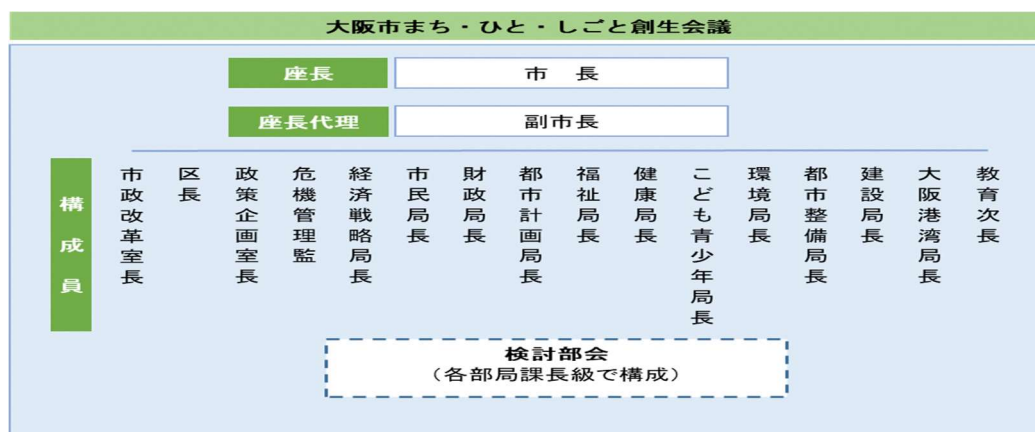 大阪市まち・ひと・しごと創生会議
座長
市 長
座長代理
副市長
構成員
市政改革室長
区長
政策企画室長
危機管理監
経済戦略局長
市民局長
財政局長
都市計画局長
福祉局長
健康局長
こども青少年局長
環境局長
都市整備局長
建設局長
大阪港湾局長
教育次長
検討部会
（各部局課長級で構成）